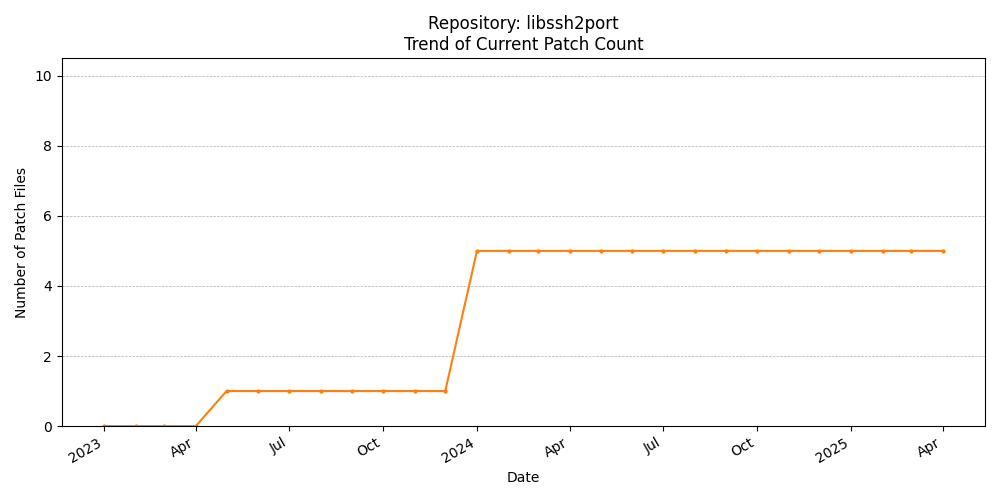 Repository: libssh2port
Trend of Current Patch Count
10
8
6
4
2
0
Number of Patch Files
2023
Apr
Jul
Oct
2024
Apr
Jul
Oct
2025
Apr
Date